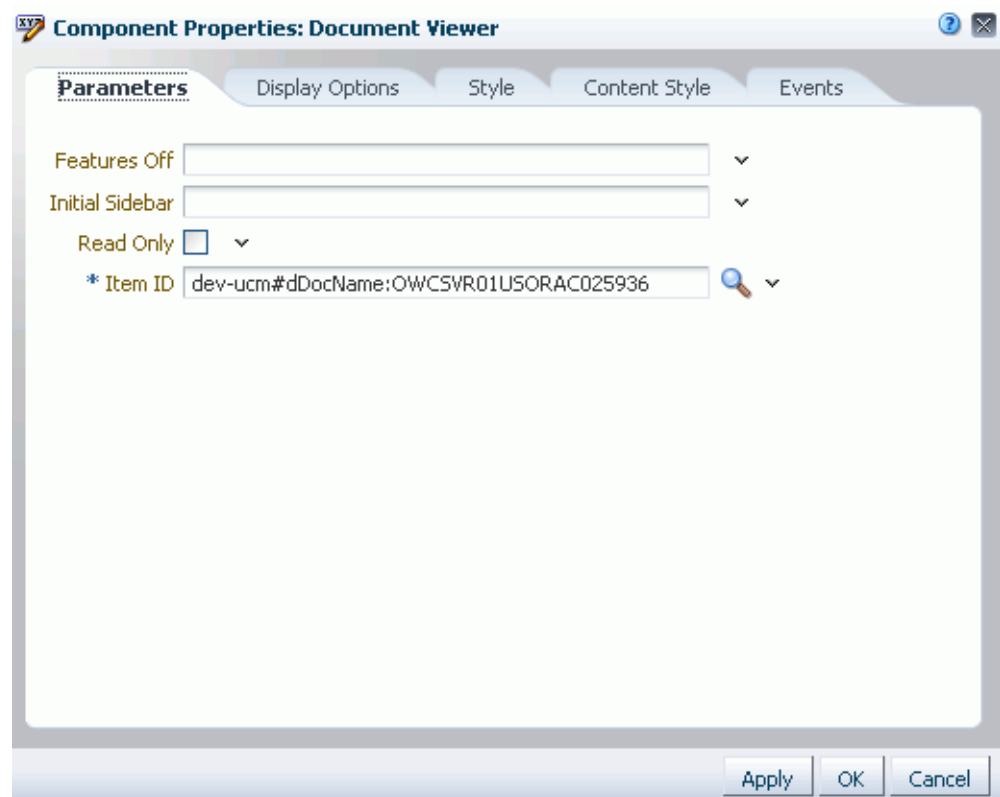 Component Properties: Document Viewer
Parameters Display Options Style Content Style Events
Features Off
Initial Sidebar
Read Only
* Item ID dev-ucm#dDocName:OWCSVR01USORAC025936
Apply OK Cancel